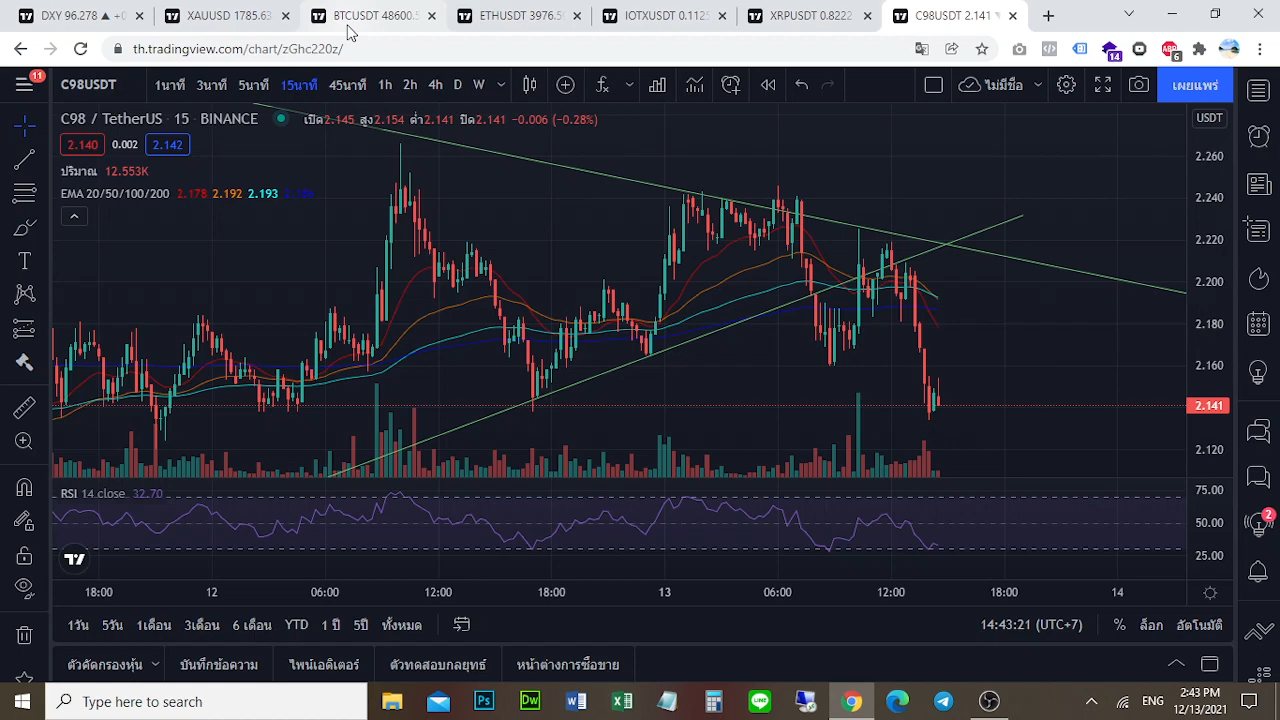 DXY 96.278 ▲ +0
XAUUSD 1785.63
BTCUSDT 48600.5
ETHUSDT 3976.5
IOTXUSDT 0.112
XRPUSDT 0.8222
C98USDT 2.141 ▼
th.tradingview.com/chart/zGhc220z/
14
ABP
6
11
C98USDT
1นาที 3นาที 5นาที 15นาที 45นาที 1h 2h 4h D W
ไม่มีชื่อ
เผยแพร่
C98 / TetherUS · 15 · BINANCE
เปิด2.145 สูง2.154 ต่ำ2.141 ปิด2.141 −0.006 (−0.28%)
USDT
2.140 0.002 2.142
ปริมาณ 12.553K
EMA 20/50/100/200 2.178 2.192 2.193
2.260
2.240
2.220
2.200
2.180
2.160
2.141
2.120
RSI 14 close 32.70
75.00
50.00
25.00
2
18:00 12 06:00 12:00 18:00 13 06:00 12:00 18:00 14
1วัน 5วัน 1เดือน 3เดือน 6 เดือน YTD 1 ปี 5ปี ทั้งหมด
14:43:21 (UTC+7) % ล็อก อัตโนมัติ
ตัวคัดกรองหุ้น บันทึกข้อความ ไพน์เอดิเตอร์ ตัวทดสอบกลยุทธ์ หน้าต่างการซื้อขาย
Type here to search
Ps
Dw
LINE
ENG
2:43 PM
12/13/2021